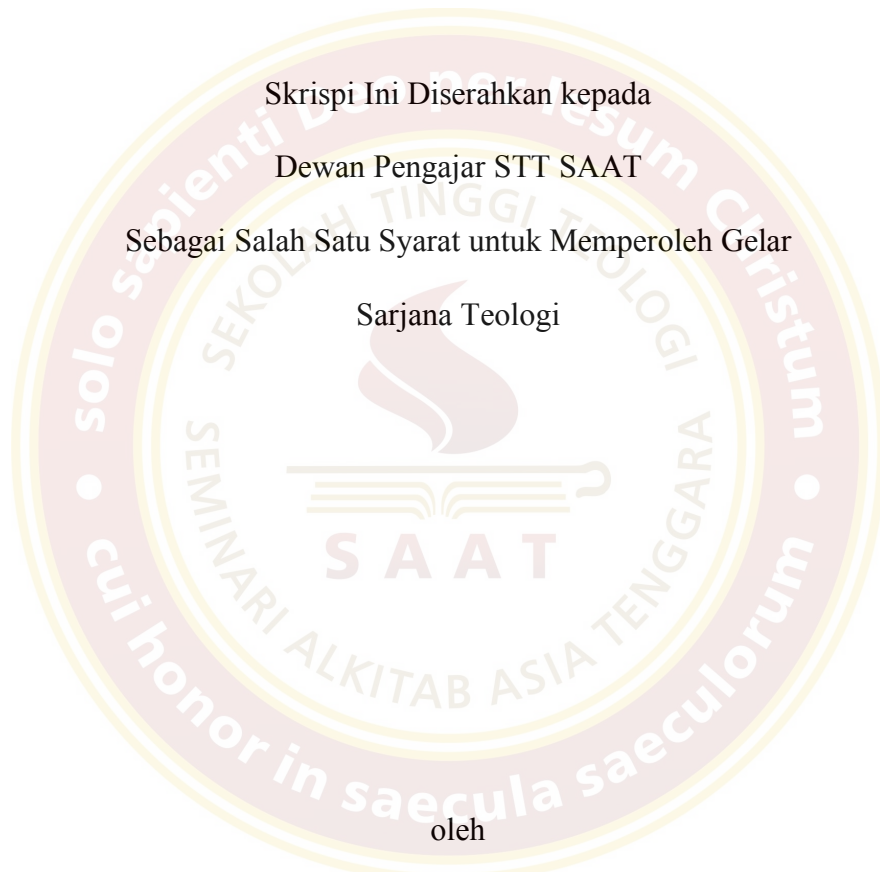 Skripsi Ini Diserahkan kepada
Dewan Pengajar STT SAAT
Sebagai Salah Satu Syarat untuk Memperoleh Gelar
Sarjana Teologi
solo sapienti Deo per Iesum Christum
SEKOLAH TINGGI TEOLOGI
SAAT
SEMINARI ALKITAB ASIA TENGGARA
cui honor in saecula saeculorum
oleh